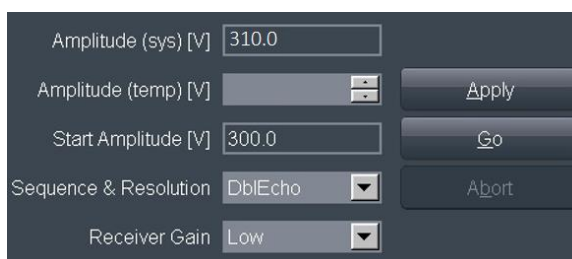 Amplitude (sys) [V] 310.0
Amplitude (temp) [V] Apply
Start Amplitude [V] 300.0 Go
Sequence & Resolution DblEcho Abort
Receiver Gain Low